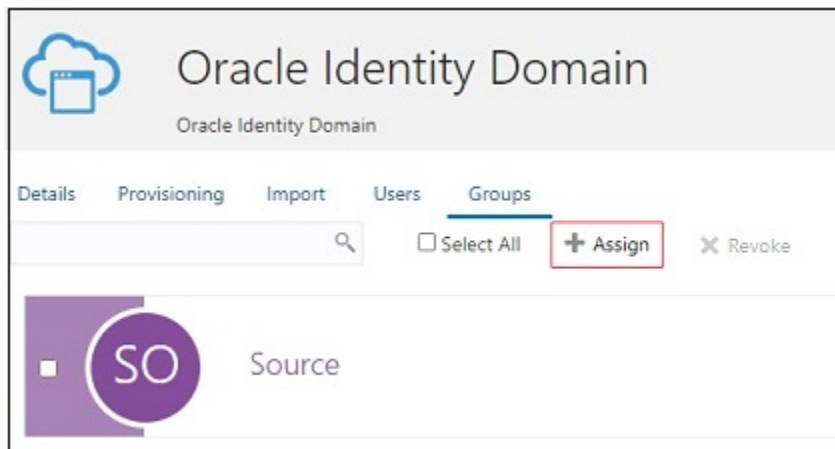 Oracle Identity Domain
Oracle Identity Domain
Details Provisioning Import Users Groups
Select All + Assign × Revoke
SO Source